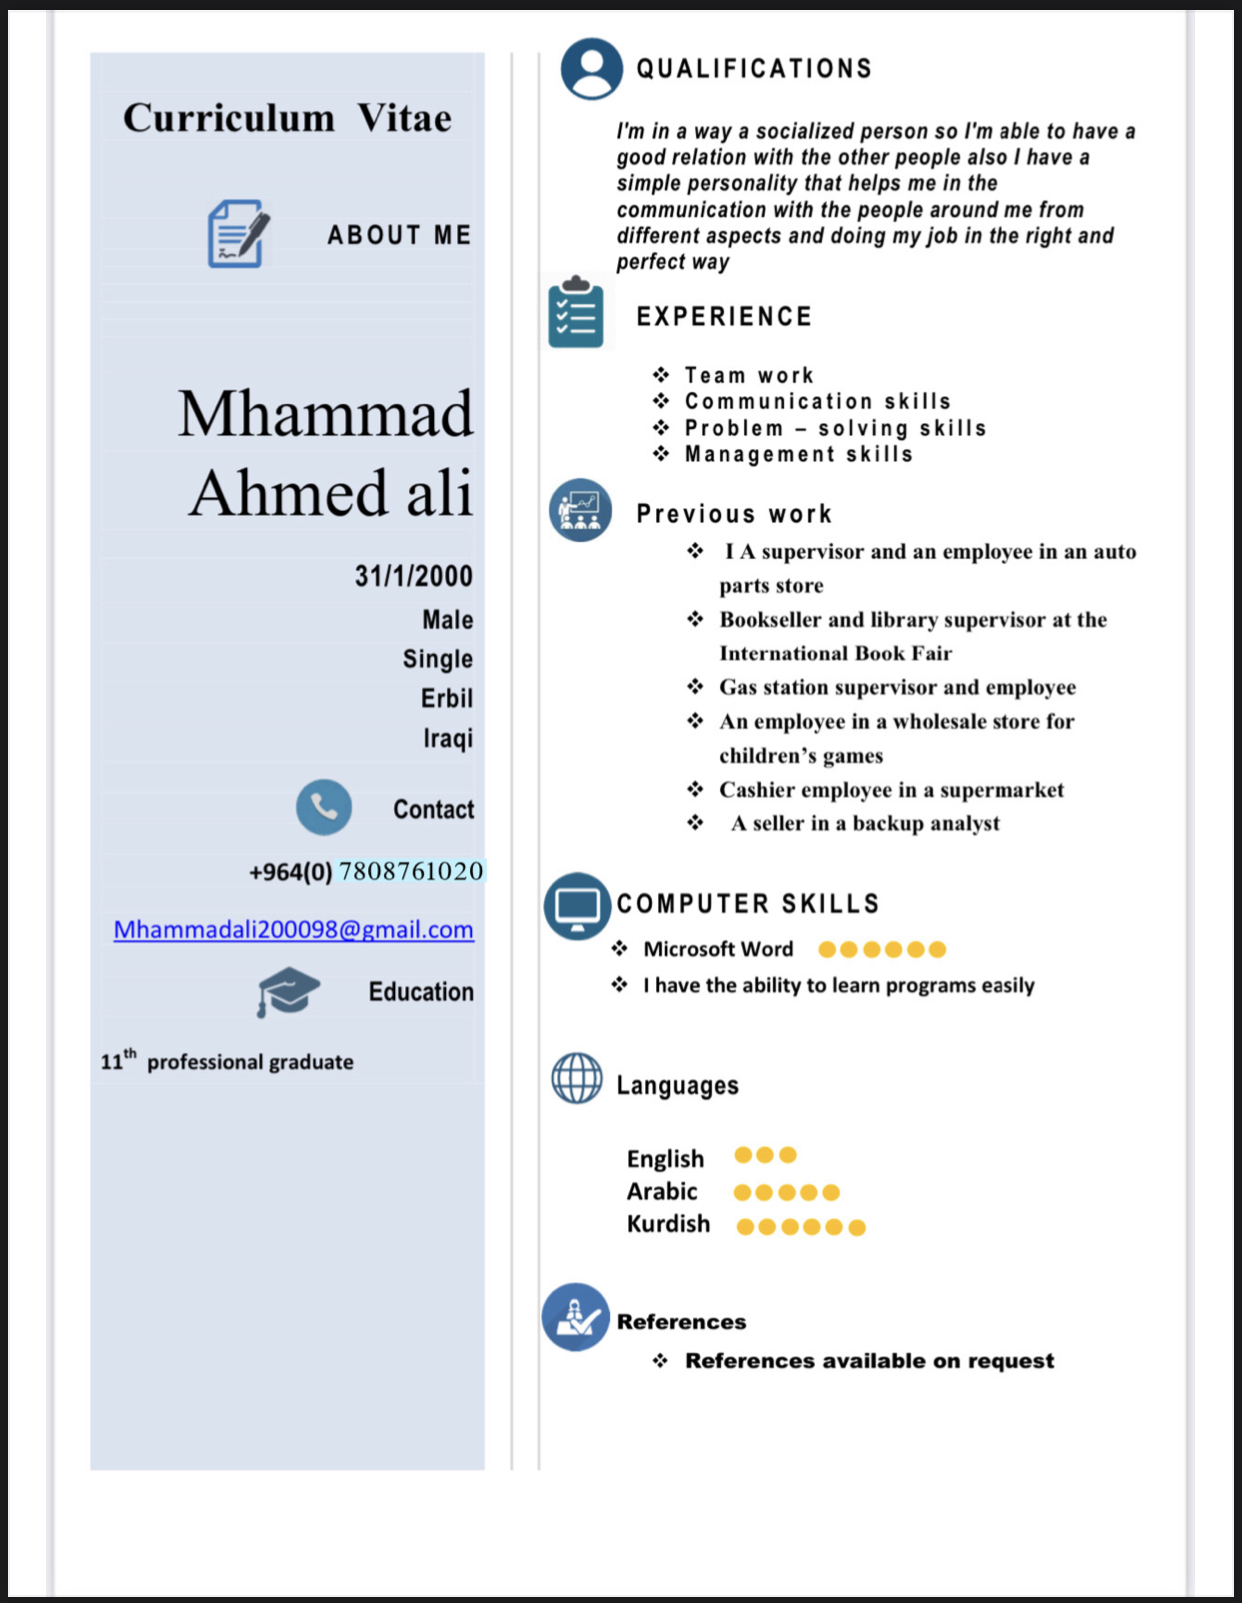 Curriculum Vitae
ABOUT ME
Mhammad
Ahmed ali
31/1/2000
Male
Single
Erbil
Iraqi
Contact
+964(0) 7808761020
Mhammadali200098@gmail.com
Education
11th professional graduate
QUALIFICATIONS
I'm in a way a socialized person so I'm able to have a
good relation with the other people also I have a
simple personality that helps me in the
communication with the people around me from
different aspects and doing my job in the right and
perfect way
EXPERIENCE
❖ Team work
❖ Communication skills
❖ Problem – solving skills
❖ Management skills
Previous work
❖ I A supervisor and an employee in an auto
parts store
❖ Bookseller and library supervisor at the
International Book Fair
❖ Gas station supervisor and employee
❖ An employee in a wholesale store for
children's games
❖ Cashier employee in a supermarket
❖ A seller in a backup analyst
COMPUTER SKILLS
❖ Microsoft Word
❖ I have the ability to learn programs easily
Languages
English
Arabic
Kurdish
References
❖ References available on request